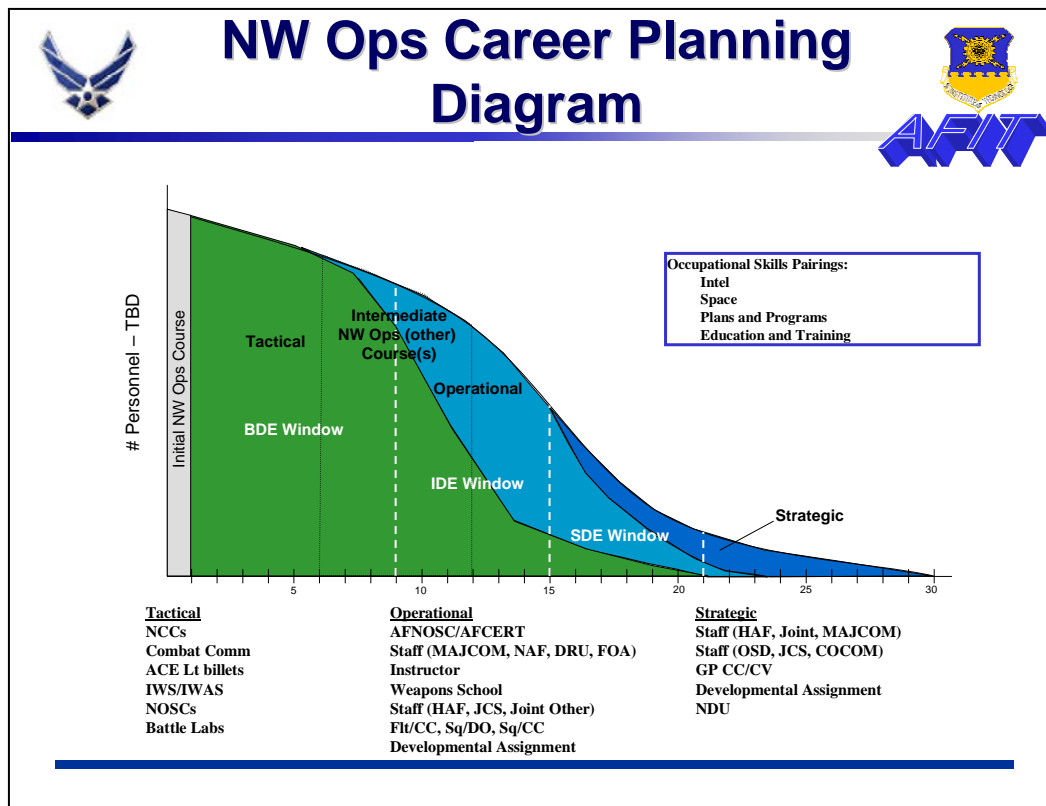 NW Ops Career Planning
Diagram
AFIT
# Personnel – TBD
Initial NW Ops Course
Tactical
BDE Window
Intermediate
NW Ops (other)
Course(s)
Operational
IDE Window
SDE Window
Strategic
Occupational Skills Pairings:
Intel
Space
Plans and Programs
Education and Training
5 10 15 20 25 30
Tactical
NCCs
Combat Comm
ACE Lt billets
IWS/IWAS
NOSCs
Battle Labs
Operational
AFNOSC/AFCERT
Staff (MAJCOM, NAF, DRU, FOA)
Instructor
Weapons School
Staff (HAF, JCS, Joint Other)
Flt/CC, Sq/DO, Sq/CC
Developmental Assignment
Strategic
Staff (HAF, Joint, MAJCOM)
Staff (OSD, JCS, COCOM)
GP CC/CV
Developmental Assignment
NDU